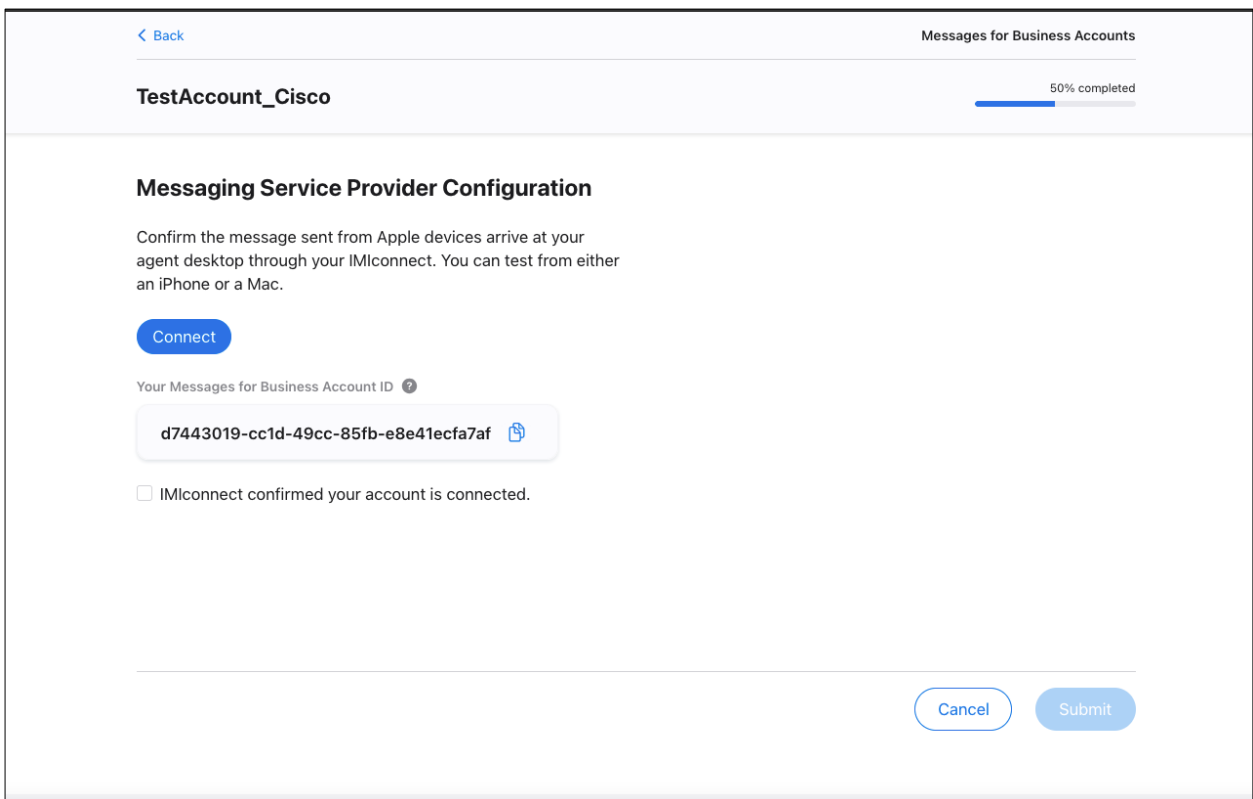 Back
Messages for Business Accounts
TestAccount_Cisco
50% completed
Messaging Service Provider Configuration
Confirm the message sent from Apple devices arrive at your
agent desktop through your IMIconnect. You can test from either
an iPhone or a Mac.
Connect
Your Messages for Business Account ID ?
d7443019-cc1d-49cc-85fb-e8e41ecfa7af
IMIconnect confirmed your account is connected.
Cancel
Submit